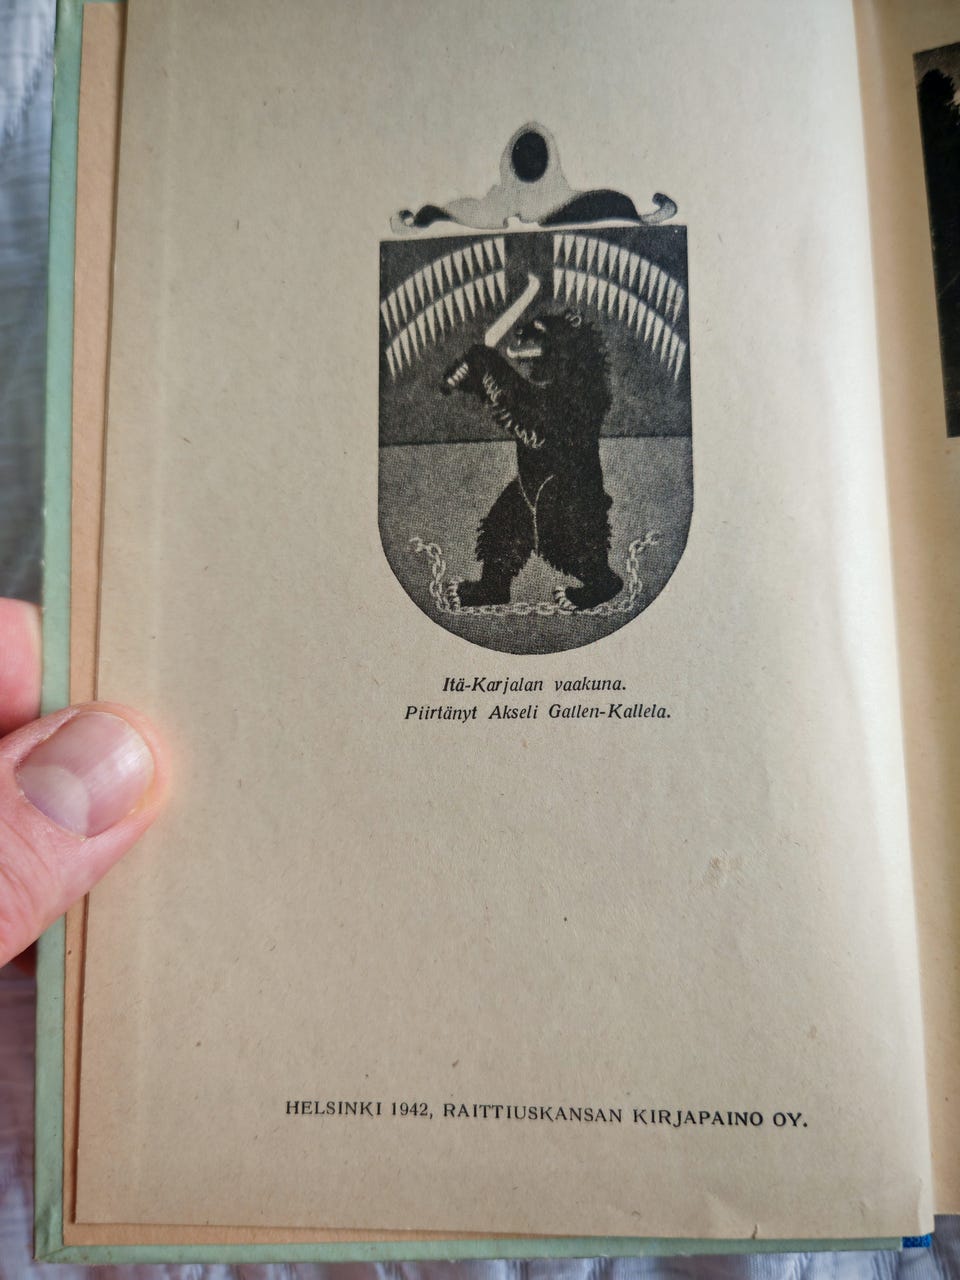 Itä-Karjalan vaakuna.
Piirtänyt Akseli Gallen-Kallela.
HELSINKI 1942, RAITTIUSKANSAN KIRJAPAINO OY.